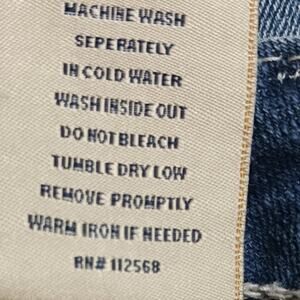 MACHINE WASH
SEPERATELY
IN COLD WATER
WASH INSIDE OUT
DO NOT BLEACH
TUMBLE DRY LOW
REMOVE PROMPTLY
WARM IRON IF NEEDED
RN# 112568